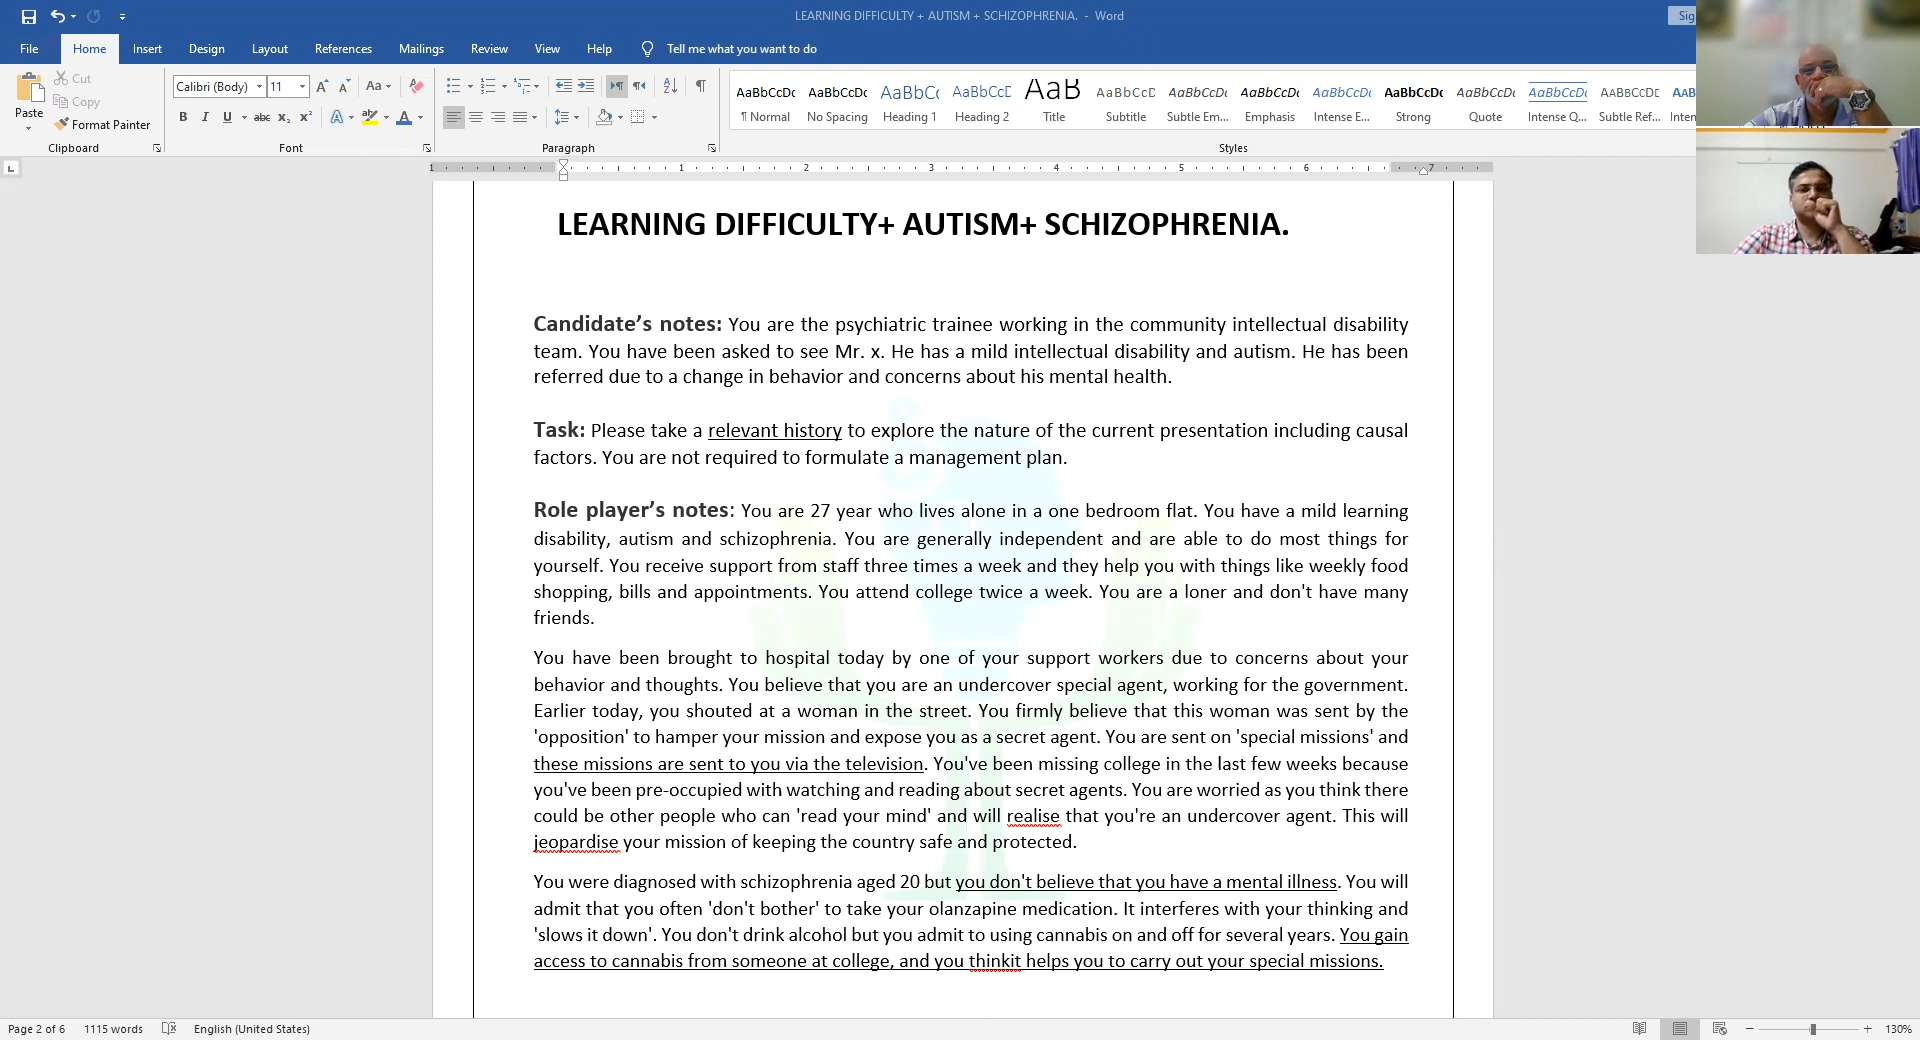 LEARNING DIFFICULTY + AUTISM + SCHIZOPHRENIA. - Word
Sig
File Home Insert Design Layout References Mailings Review View Help Tell me what you want to do
Cut
Copy
Paste
Format Painter
Clipboard
Calibri (Body) 11
Font
Paragraph
AaBbCcDc AaBbCcDc AaBbC( AaBbCcE AaB AaBbCcD AaBbCcDc AaBbCcDc AaBbCcDc AaBbCcDc AaBbCcDc AaBbCcDc AABBCCDE AAB
¶ Normal No Spacing Heading 1 Heading 2 Title Subtitle Subtle Em... Emphasis Intense E... Strong Quote Intense Q... Subtle Ref... Inten
Styles
1 1 2 3 4 5 6 7
LEARNING DIFFICULTY+ AUTISM+ SCHIZOPHRENIA.
Candidate’s notes: You are the psychiatric trainee working in the community intellectual disability
team. You have been asked to see Mr. x. He has a mild intellectual disability and autism. He has been
referred due to a change in behavior and concerns about his mental health.
Task: Please take a relevant history to explore the nature of the current presentation including causal
factors. You are not required to formulate a management plan.
Role player’s notes: You are 27 year who lives alone in a one bedroom flat. You have a mild learning
disability, autism and schizophrenia. You are generally independent and are able to do most things for
yourself. You receive support from staff three times a week and they help you with things like weekly food
shopping, bills and appointments. You attend college twice a week. You are a loner and don't have many
friends.
You have been brought to hospital today by one of your support workers due to concerns about your
behavior and thoughts. You believe that you are an undercover special agent, working for the government.
Earlier today, you shouted at a woman in the street. You firmly believe that this woman was sent by the
'opposition' to hamper your mission and expose you as a secret agent. You are sent on 'special missions' and
these missions are sent to you via the television. You've been missing college in the last few weeks because
you've been pre-occupied with watching and reading about secret agents. You are worried as you think there
could be other people who can 'read your mind' and will realise that you're an undercover agent. This will
jeopardise your mission of keeping the country safe and protected.
You were diagnosed with schizophrenia aged 20 but you don't believe that you have a mental illness. You will
admit that you often 'don't bother' to take your olanzapine medication. It interferes with your thinking and
'slows it down'. You don't drink alcohol but you admit to using cannabis on and off for several years. You gain
access to cannabis from someone at college, and you thinkit helps you to carry out your special missions.
Page 2 of 6 1115 words English (United States) 130%